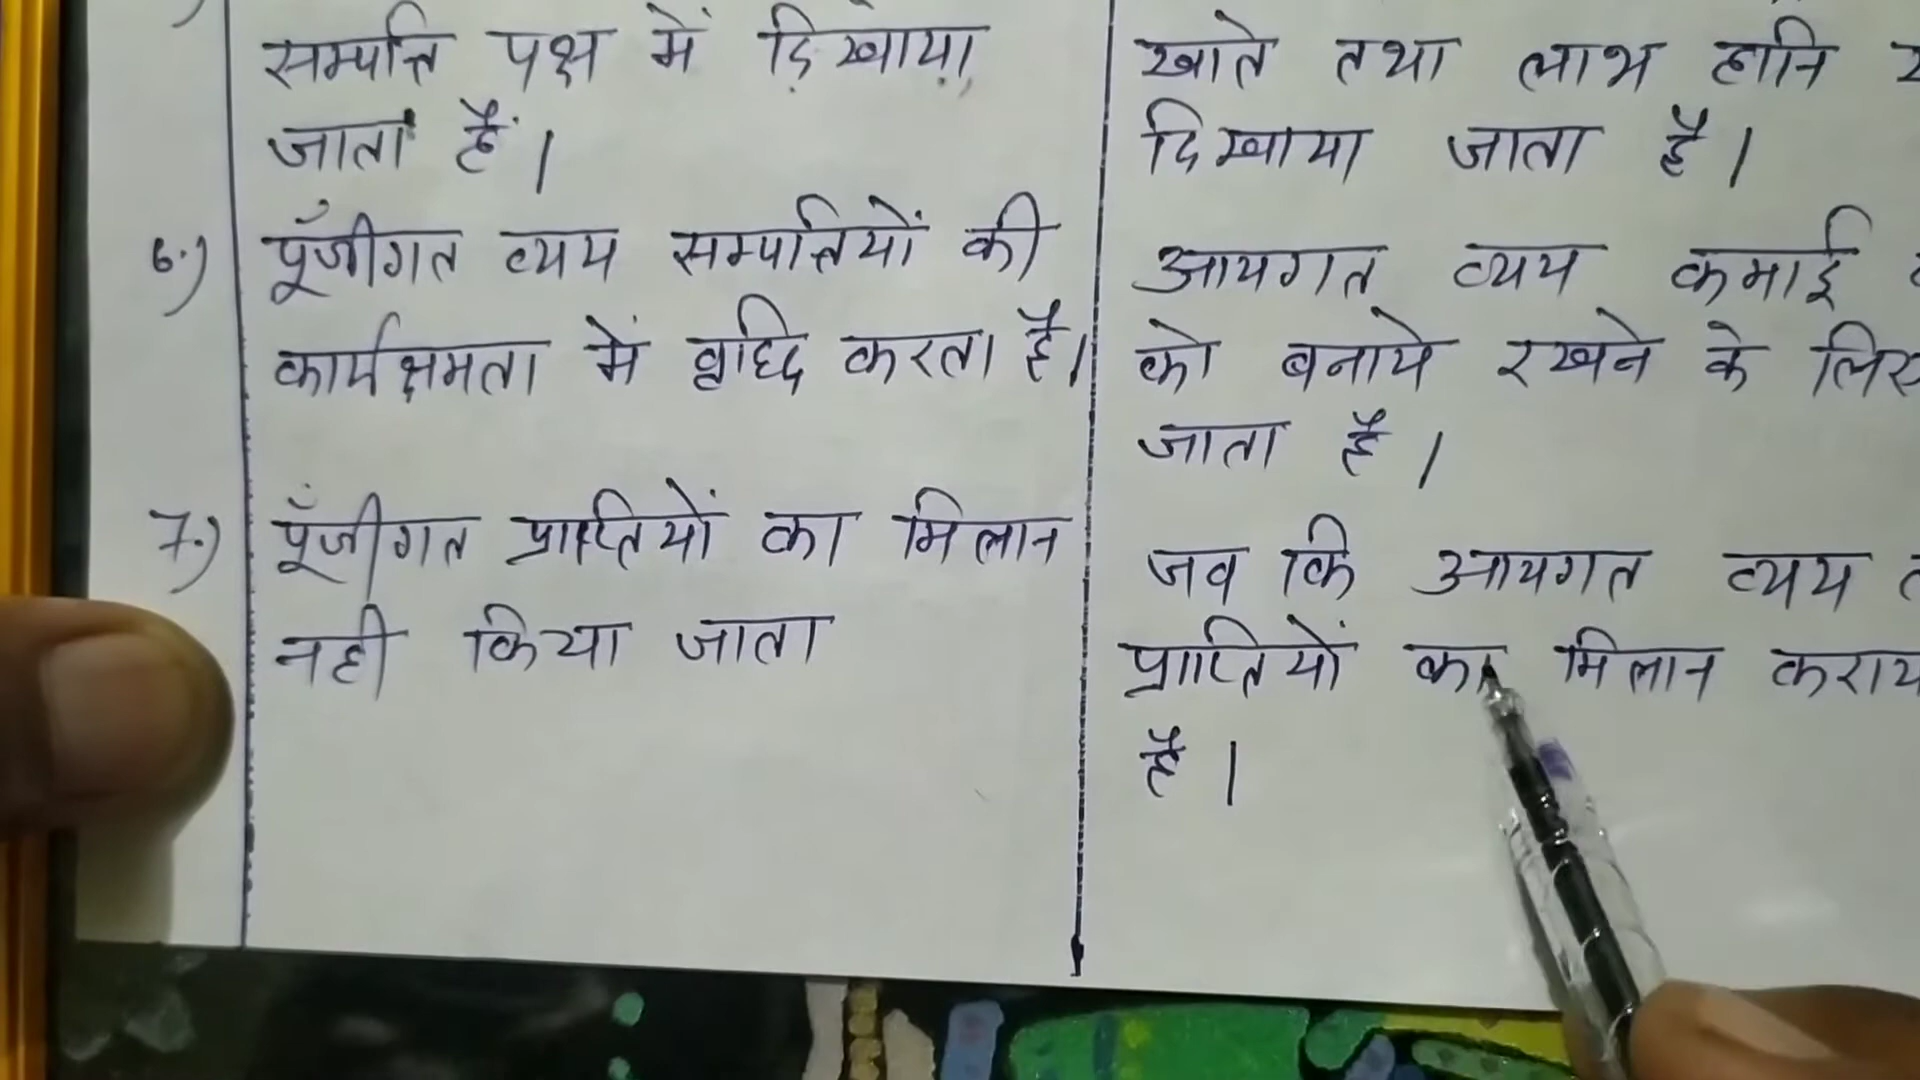 सम्पत्ति पक्ष में दिखाया
जाता है।
6.) पूँजीगत व्यय सम्पत्तियों की
कार्यक्षमता में वृद्धि करता है।
7.) पूँजीगत प्राप्तियों का मिलान
नही किया जाता
खाते तथा लाभ हानि
दिखाया जाता है।
आयगत व्यय कमाई
को बनाये रखने के लिए
जाता है।
जव कि आयगत व्यय
प्राप्तियों का मिलान कराय
है।